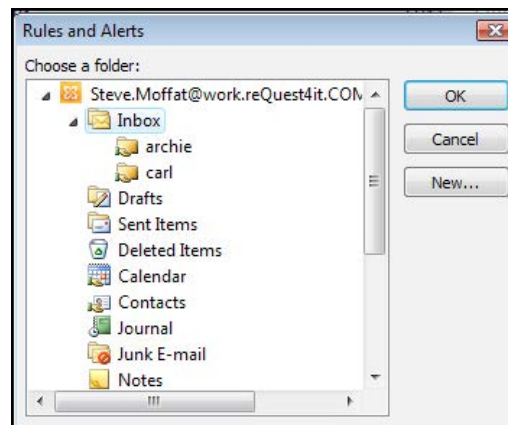 Rules and Alerts
Choose a folder:
Steve.Moffat@work.reQuest4it.COM
OK
Inbox
archie
Cancel
carl
New...
Drafts
Sent Items
Deleted Items
Calendar
Contacts
Journal
Junk E-mail
Notes